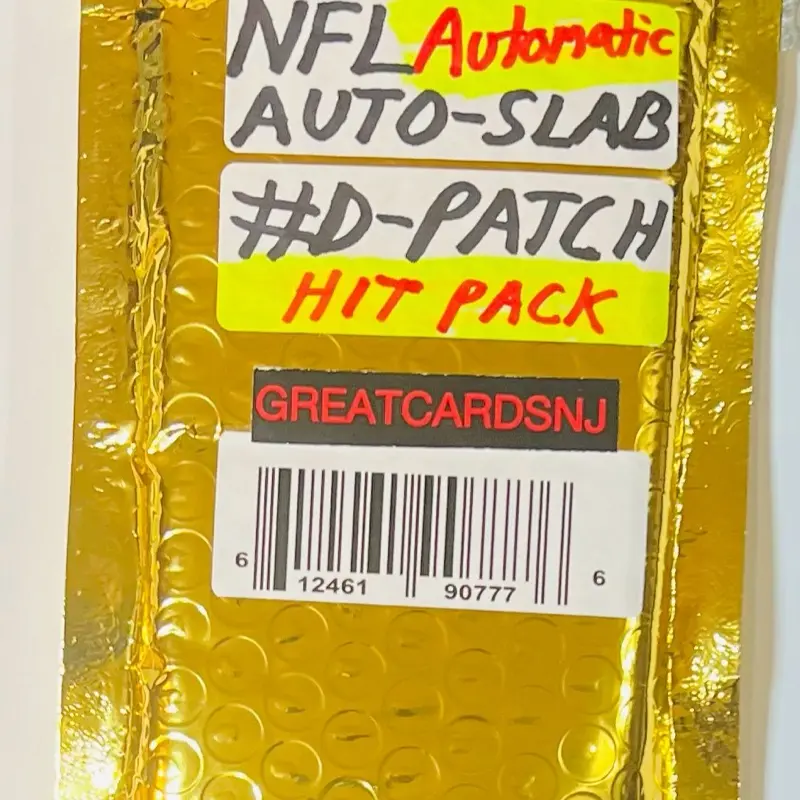 NFL Automatic
AUTO-SLAB
#D-PATCH
HIT PACK
GREATCARDSNJ
6 12461 90777 6